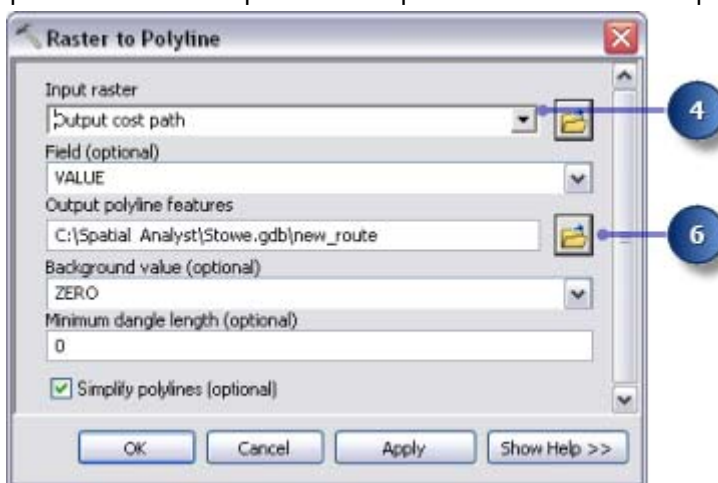 Raster to Polyline
Input raster
Output cost path
4
Field (optional)
VALUE
Output polyline features
C:\Spatial Analyst\Stowe.gdb\new_route
6
Background value (optional)
ZERO
Minimum dangle length (optional)
0
Simplify polylines (optional)
OK
Cancel
Apply
Show Help >>